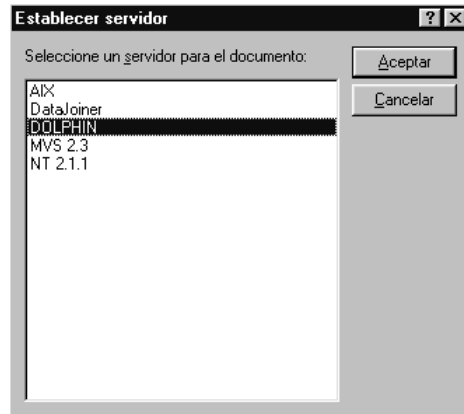 Establecer servidor
Seleccione un servidor para el documento:
Aceptar
Cancelar
AIX
DataJoiner
DOLPHIN
MVS 2.3
NT 2.1.1